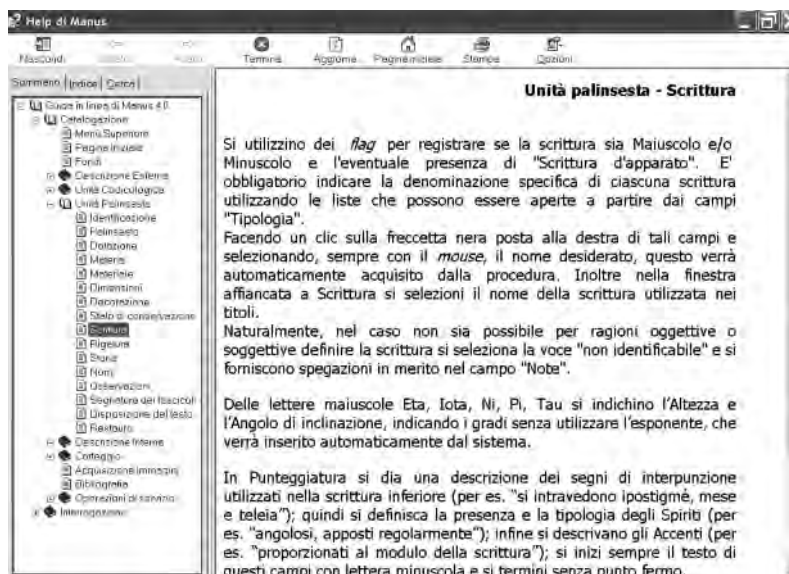 Help di Manus
Nascondi
Termina Aggiorna Pagina iniziale Stampa Opzioni
Sommario Indice Cerca
Guida in linea di Manus 4.0
Catalogazione
Menù Superiore
Pagina Iniziale
Fondi
Descrizione Esterna
Unità Codicologica
Unità Palinsesta
Identificazione
Palinsesto
Datazione
Materia
Materiale
Dimensioni
Decorazione
Stato di conservazione
Scrittura
Rigatura
Storia
Nomi
Osservazioni
Segnatura dei fascicoli
Disposizione del testo
Restauro
Descrizione Interna
Carteggio
Acquisizione immagini
Bibliografia
Operazioni di servizio
Interrogazione
Unità palinsesta - Scrittura
Si utilizzino dei flag per registrare se la scrittura sia Maiuscolo e/o
Minuscolo e l'eventuale presenza di "Scrittura d'apparato". E'
obbligatorio indicare la denominazione specifica di ciascuna scrittura
utilizzando le liste che possono essere aperte a partire dai campi
"Tipologia".
Facendo un clic sulla freccetta nera posta alla destra di tali campi e
selezionando, sempre con il mouse, il nome desiderato, questo verrà
automaticamente acquisito dalla procedura. Inoltre nella finestra
affiancata a Scrittura si selezioni il nome della scrittura utilizzata nei
titoli.
Naturalmente, nel caso non sia possibile per ragioni oggettive o
soggettive definire la scrittura si seleziona la voce "non identificabile" e si
forniscono spegazioni in merito nel campo "Note".
Delle lettere maiuscole Eta, Iota, Ni, Pi, Tau si indichino l'Altezza e
l'Angolo di inclinazione, indicando i gradi senza utilizzare l'esponente, che
verrà inserito automaticamente dal sistema.
In Punteggiatura si dia una descrizione dei segni di interpunzione
utilizzati nella scrittura inferiore (per es. "si intravedono ipostigmé, mese
e teleia"); quindi si definisca la presenza e la tipologia degli Spiriti (per
es. "angolosi, apposti regolarmente"); infine si descrivano gli Accenti (per
es. "proporzionati al modulo della scrittura"); si inizi sempre il testo di
questi campi con lettera minuscola e si termini senza punto fermo.